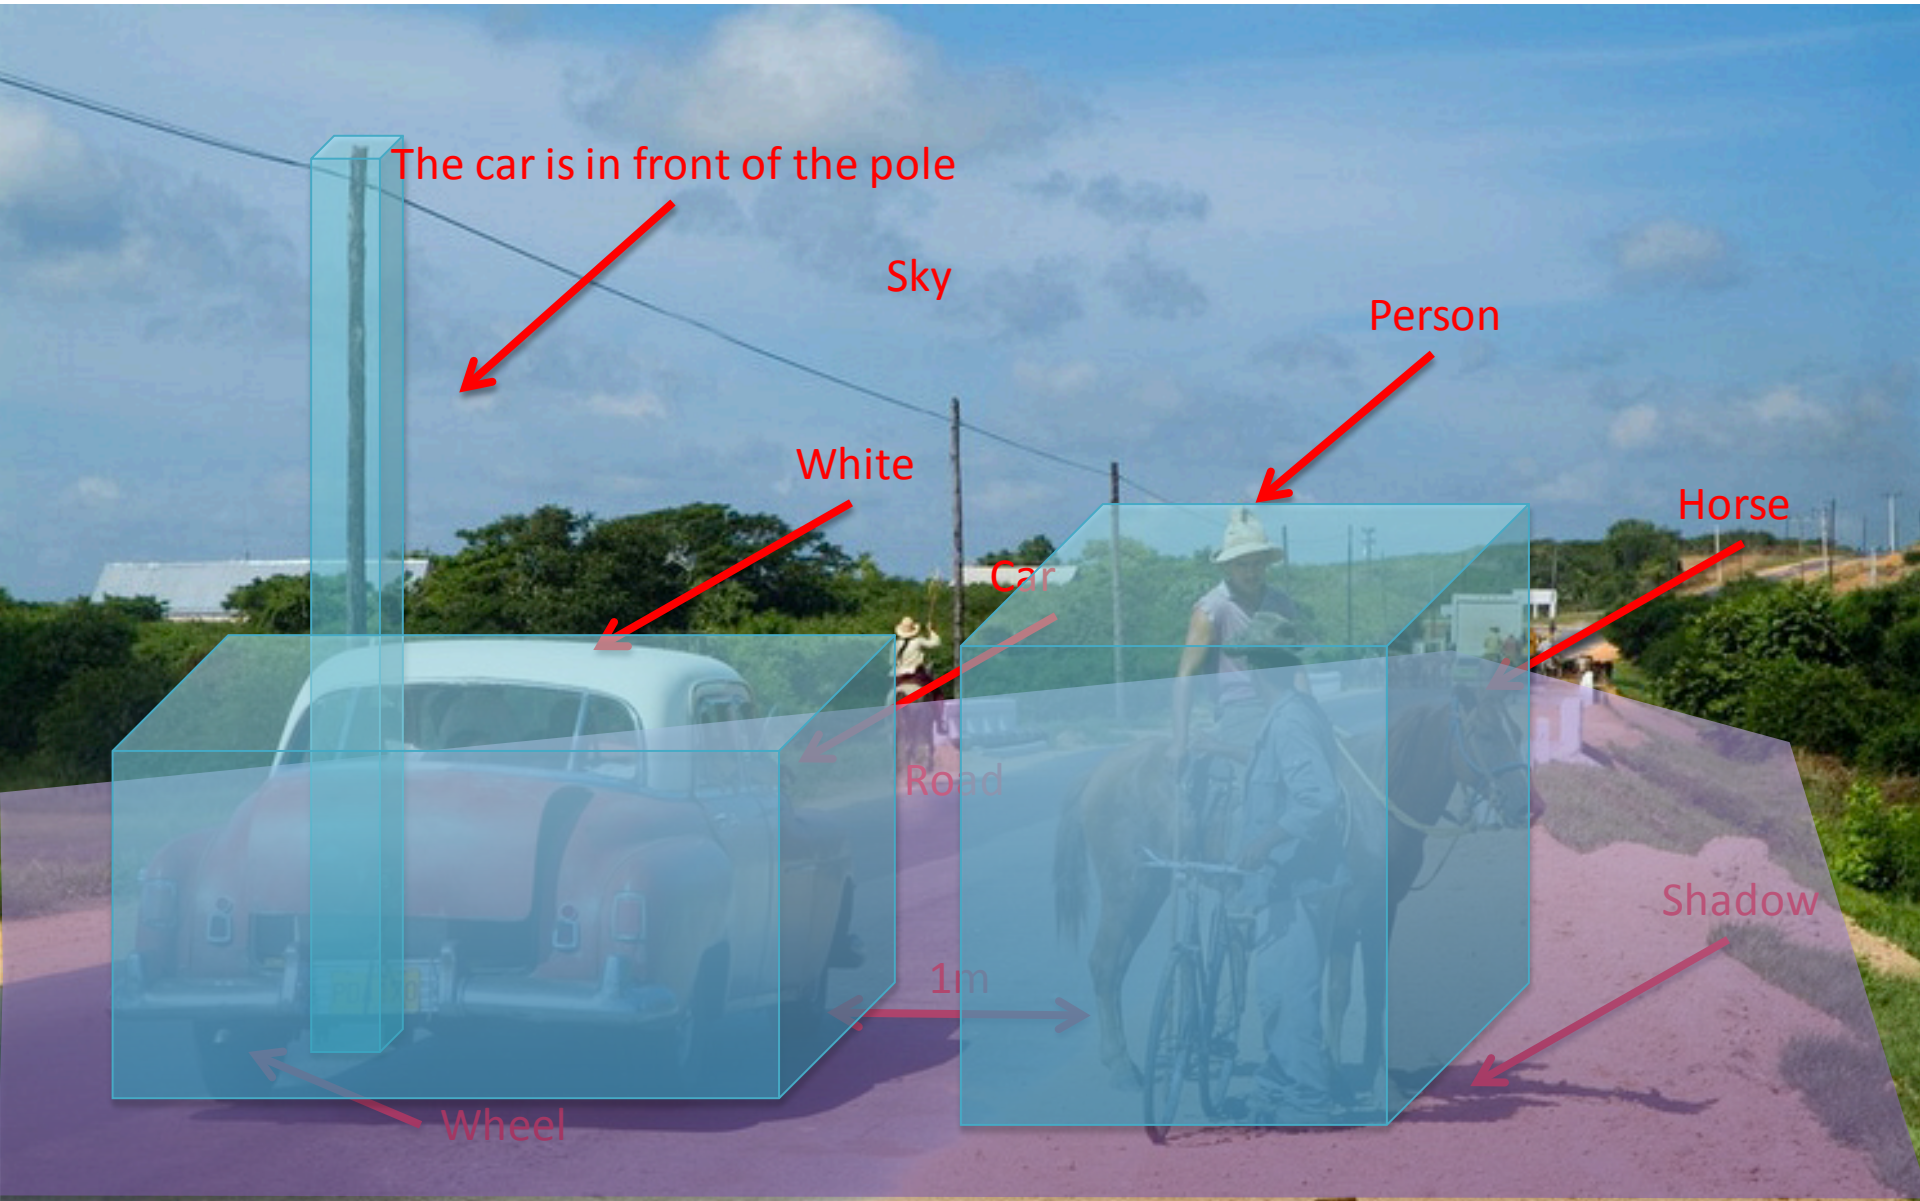 The car is in front of the pole
Sky
Person
White
Horse
Car
Road
Shadow
1m
Wheel